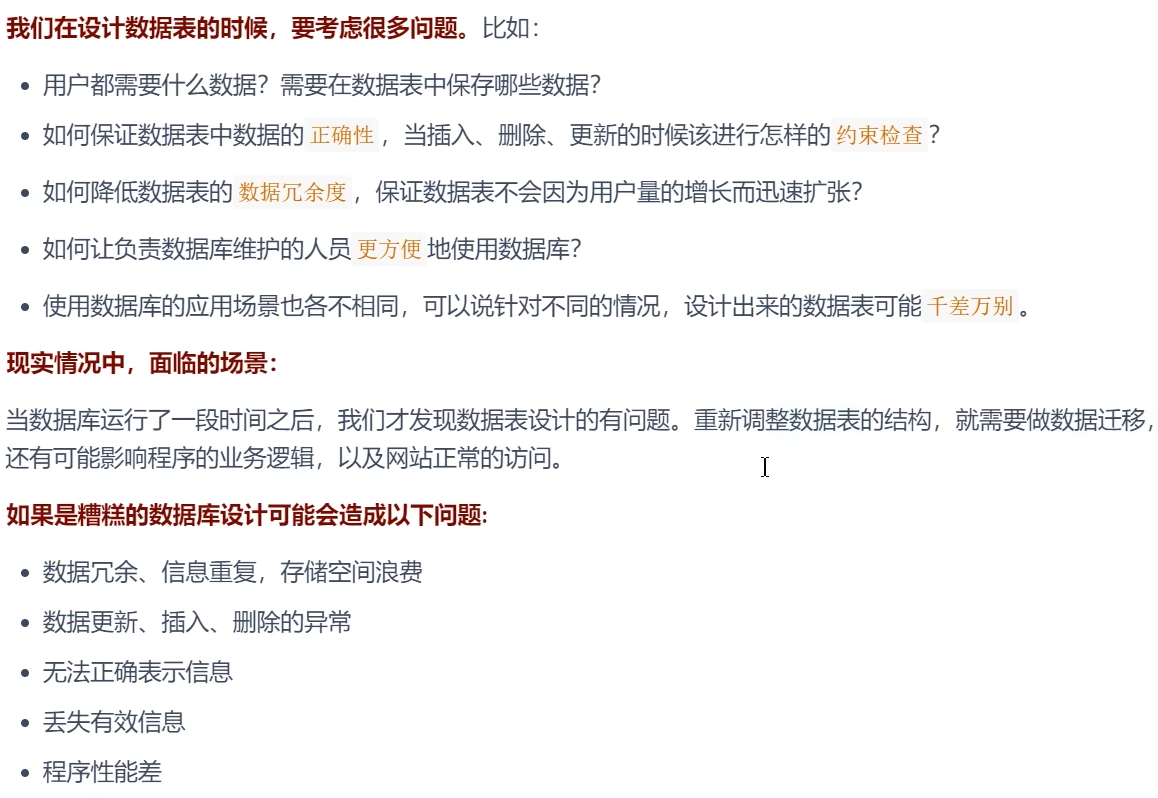 我们在设计数据表的时候，要考虑很多问题。比如：
用户都需要什么数据？需要在数据表中保存哪些数据？
如何保证数据表中数据的 正确性 ，当插入、删除、更新的时候该进行怎样的 约束检查 ？
如何降低数据表的 数据冗余度 ，保证数据表不会因为用户量的增长而迅速扩张？
如何让负责数据库维护的人员 更方便 地使用数据库？
使用数据库的应用场景也各不相同，可以说针对不同的情况，设计出来的数据表可能 千差万别 。
现实情况中，面临的场景：
当数据库运行了一段时间之后，我们才发现数据表设计的有问题。重新调整数据表的结构，就需要做数据迁移，
还有可能影响程序的业务逻辑，以及网站正常的访问。
如果是糟糕的数据库设计可能会造成以下问题:
数据冗余、信息重复，存储空间浪费
数据更新、插入、删除的异常
无法正确表示信息
丢失有效信息
程序性能差